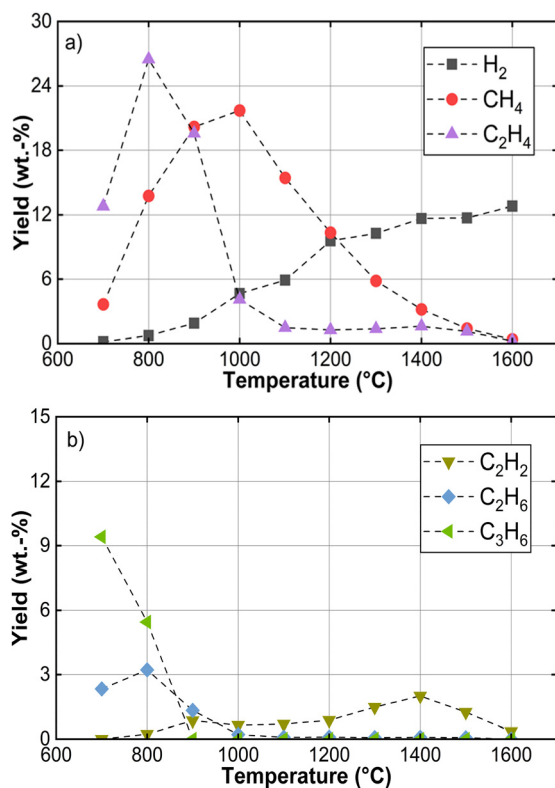 a)
30
24
18
12
6
0
Yield (wt.-%)
H₂
CH₄
C₂H₄
600 800 1000 1200 1400 1600
Temperature (°C)
b)
15
12
9
6
3
0
Yield (wt.-%)
C₂H₂
C₂H₆
C₃H₆
600 800 1000 1200 1400 1600
Temperature (°C)